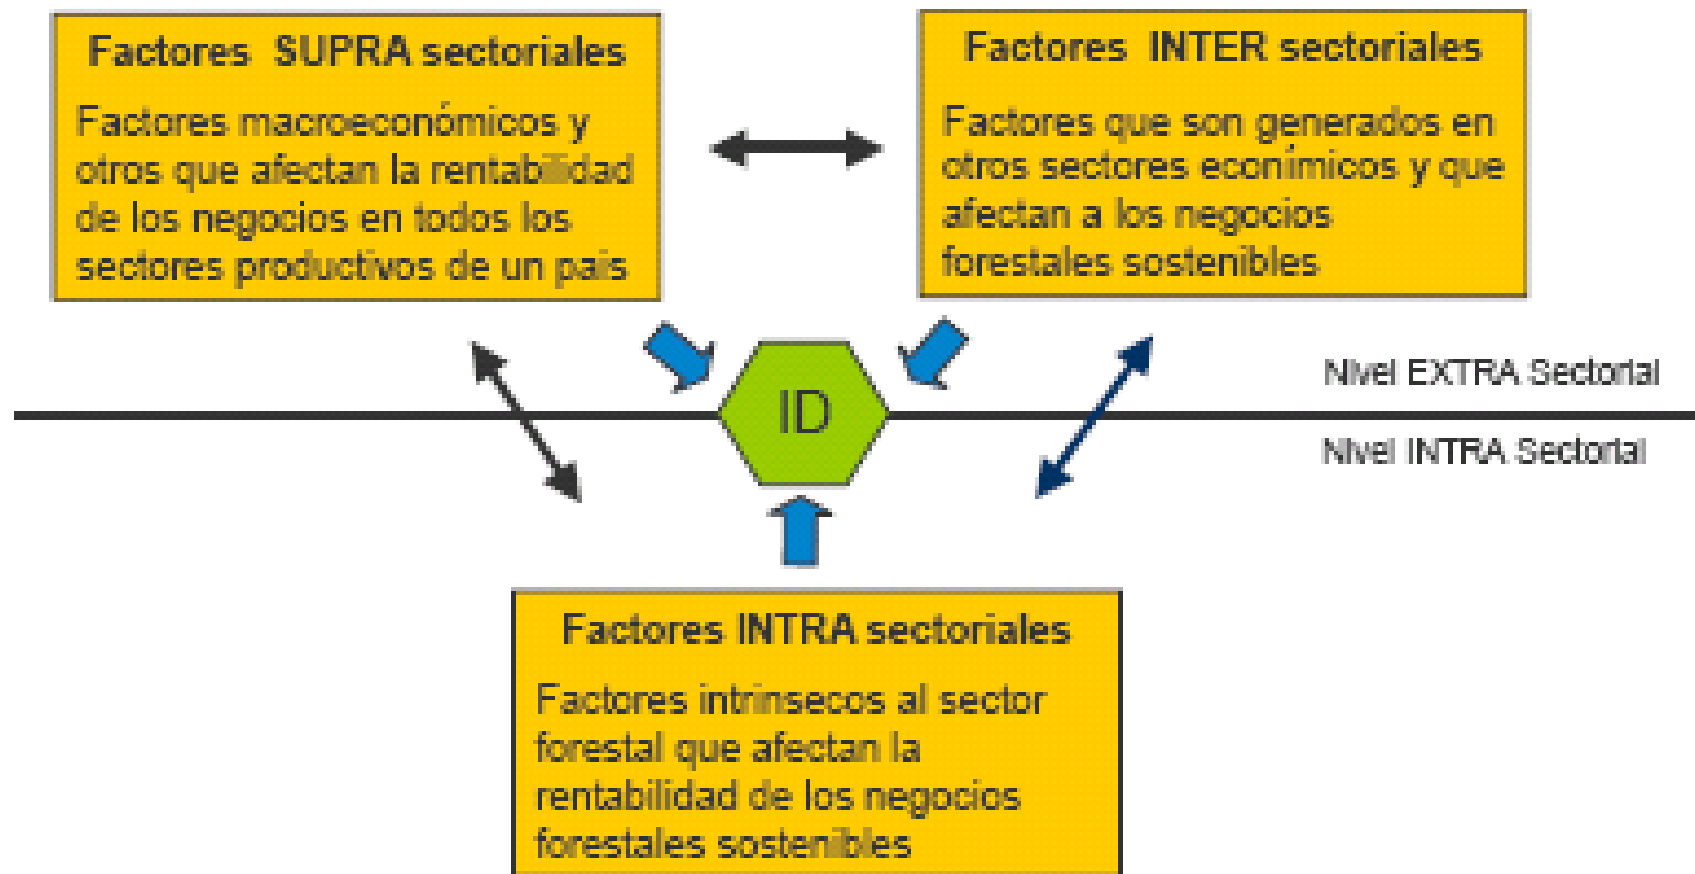 Factores SUPRA sectoriales
Factores macroeconómicos y
otros que afectan la rentabilidad
de los negocios en todos los
sectores productivos de un pais
Factores INTER sectoriales
Factores que son generados en
otros sectores económicos y que
afectan a los negocios
forestales sostenibles
ID
Nivel EXTRA Sectorial
Nivel INTRA Sectorial
Factores INTRA sectoriales
Factores intrinsecos al sector
forestal que afectan la
rentabilidad de los negocios
forestales sostenibles